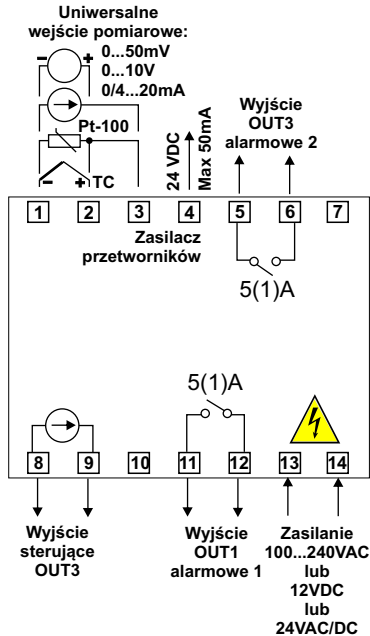 Uniwersalne
wejście pomiarowe:
- + 0...50mV
0...10V
0/4...20mA
Pt-100
- + TC
24 VDC
Max 50mA
Wyjście
OUT3
alarmowe 2
1 2 3 4 5 6 7
Zasilacz
przetworników
5(1)A
5(1)A
8 9 10 11 12 13 14
Wyjście
sterujące
OUT3
Wyjście
OUT1
alarmowe 1
Zasilanie
100...240VAC
lub
12VDC
lub
24VAC/DC